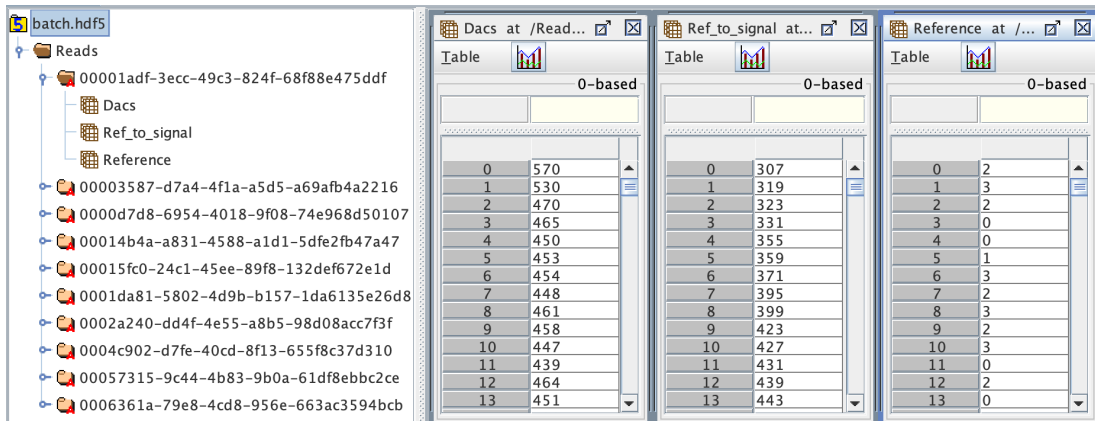 batch.hdf5
Reads
00001adf-3ecc-49c3-824f-68f88e475ddf
Dacs
Ref_to_signal
Reference
00003587-d7a4-4f1a-a5d5-a69afb4a2216
0000d7d8-6954-4018-9f08-74e968d50107
00014b4a-a831-4588-a1d1-5dfe2fb47a47
00015fc0-24c1-45ee-89f8-132def672e1d
0001da81-5802-4d9b-b157-1da6135e26d8
0002a240-dd4f-4e55-a8b5-98d08acc7f3f
0004c902-d7fe-40cd-8f13-655f8c37d310
00057315-9c44-4b83-9b0a-61df8ebbc2ce
0006361a-79e8-4cd8-956e-663ac3594bcb
Dacs at /Read...
Table
0-based
0 570
1 530
2 470
3 465
4 450
5 453
6 454
7 448
8 461
9 458
10 447
11 439
12 464
13 451
Ref_to_signal at...
Table
0-based
0 307
1 319
2 323
3 331
4 355
5 359
6 371
7 395
8 399
9 423
10 427
11 431
12 439
13 443
Reference at /...
Table
0-based
0 2
1 3
2 2
3 0
4 0
5 1
6 3
7 2
8 3
9 2
10 3
11 0
12 2
13 0